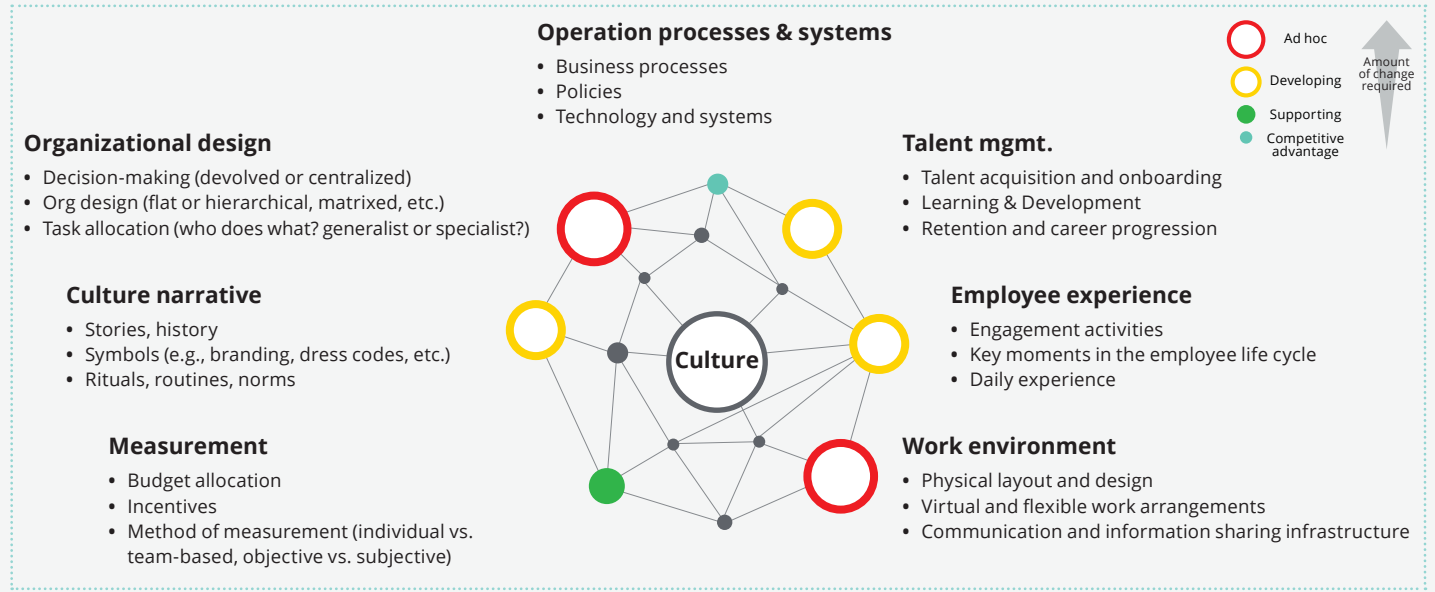 Operation processes & systems
• Business processes
• Policies
• Technology and systems
Ad hoc
Developing
Supporting
Competitive
advantage
Amount
of change
required
Organizational design
• Decision-making (devolved or centralized)
• Org design (flat or hierarchical, matrixed, etc.)
• Task allocation (who does what? generalist or specialist?)
Talent mgmt.
• Talent acquisition and onboarding
• Learning & Development
• Retention and career progression
Culture narrative
• Stories, history
• Symbols (e.g., branding, dress codes, etc.)
• Rituals, routines, norms
Culture
Employee experience
• Engagement activities
• Key moments in the employee life cycle
• Daily experience
Measurement
• Budget allocation
• Incentives
• Method of measurement (individual vs.
team-based, objective vs. subjective)
Work environment
• Physical layout and design
• Virtual and flexible work arrangements
• Communication and information sharing infrastructure